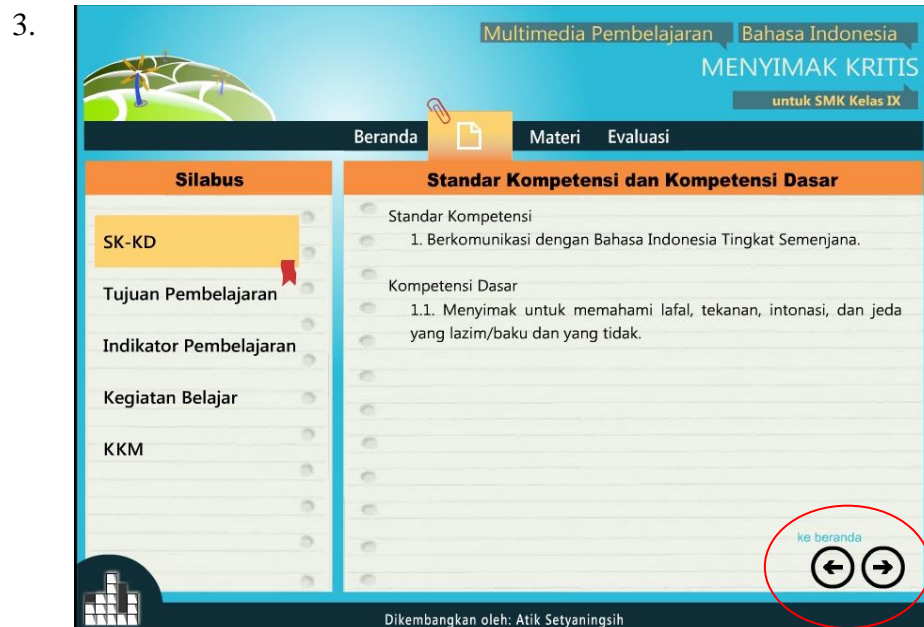 3.
Multimedia Pembelajaran Bahasa Indonesia
MENYIMAK KRITIS
untuk SMK Kelas IX
Beranda Materi Evaluasi
Silabus
SK-KD
Tujuan Pembelajaran
Indikator Pembelajaran
Kegiatan Belajar
KKM
Standar Kompetensi dan Kompetensi Dasar
Standar Kompetensi
1. Berkomunikasi dengan Bahasa Indonesia Tingkat Semenjana.
Kompetensi Dasar
1.1. Menyimak untuk memahami lafal, tekanan, intonasi, dan jeda
yang lazim/baku dan yang tidak.
ke beranda
Dikembangkan oleh: Atik Setyaningsih